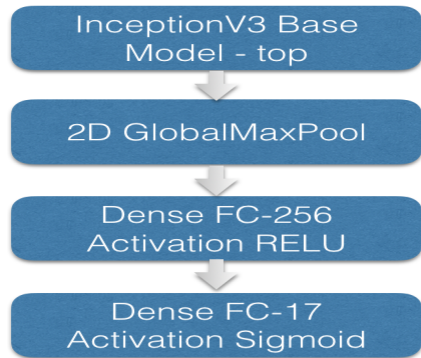 InceptionV3 Base
Model - top
2D GlobalMaxPool
Dense FC-256
Activation RELU
Dense FC-17
Activation Sigmoid